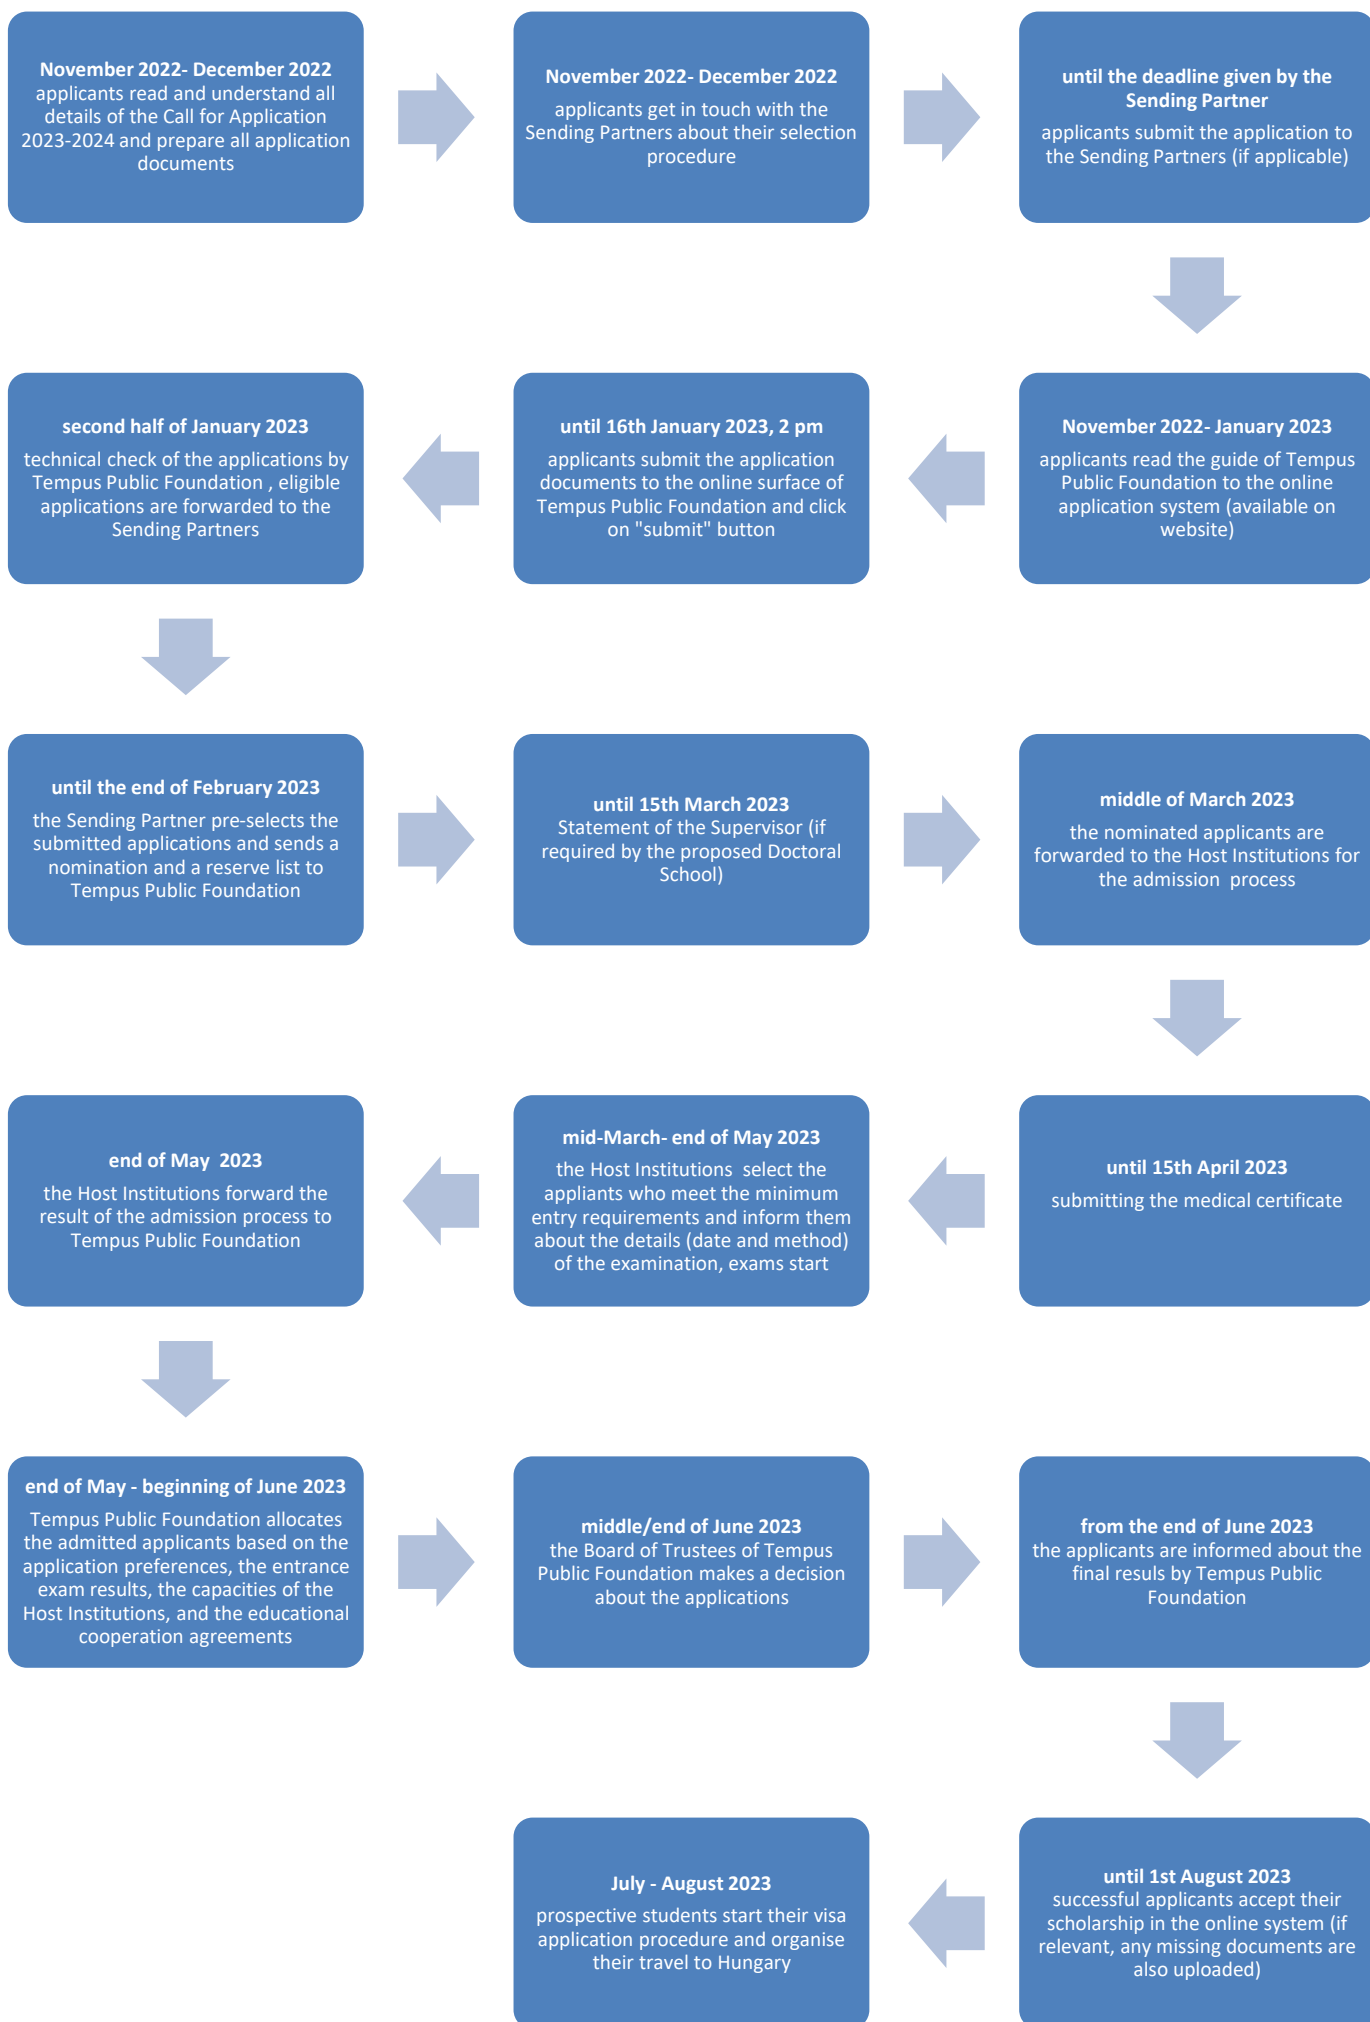 November 2022- December 2022
applicants read and understand all
details of the Call for Application
2023-2024 and prepare all application
documents
November 2022- December 2022
applicants get in touch with the
Sending Partners about their selection
procedure
until the deadline given by the
Sending Partner
applicants submit the application to
the Sending Partners (if applicable)
November 2022- January 2023
applicants read the guide of Tempus
Public Foundation to the online
application system (available on
website)
until 16th January 2023, 2 pm
applicants submit the application
documents to the online surface of
Tempus Public Foundation and click
on "submit" button
second half of January 2023
technical check of the applications by
Tempus Public Foundation , eligible
applications are forwarded to the
Sending Partners
until the end of February 2023
the Sending Partner pre-selects the
submitted applications and sends a
nomination and a reserve list to
Tempus Public Foundation
until 15th March 2023
Statement of the Supervisor (if
required by the proposed Doctoral
School)
middle of March 2023
the nominated applicants are
forwarded to the Host Institutions for
the admission  process
until 15th April 2023
submitting the medical certificate
mid-March- end of May 2023
the Host Institutions  select the
appliants who meet the minimum
entry requirements and inform them
about the details (date and method)
of the examination, exams start
end of May  2023
the Host Institutions forward the
result of the admission process to
Tempus Public Foundation
end of May - beginning of June 2023
Tempus Public Foundation allocates
the admitted applicants based on the
application preferences, the entrance
exam results, the capacities of the
Host Institutions, and the educational
cooperation agreements
middle/end of June 2023
the Board of Trustees of Tempus
Public Foundation makes a decision
about the applications
from the end of June 2023
the applicants are informed about the
final resuls by Tempus Public
Foundation
until 1st August 2023
successful applicants accept their
scholarship in the online system (if
relevant, any missing documents are
also uploaded)
July - August 2023
prospective students start their visa
application procedure and organise
their travel to Hungary